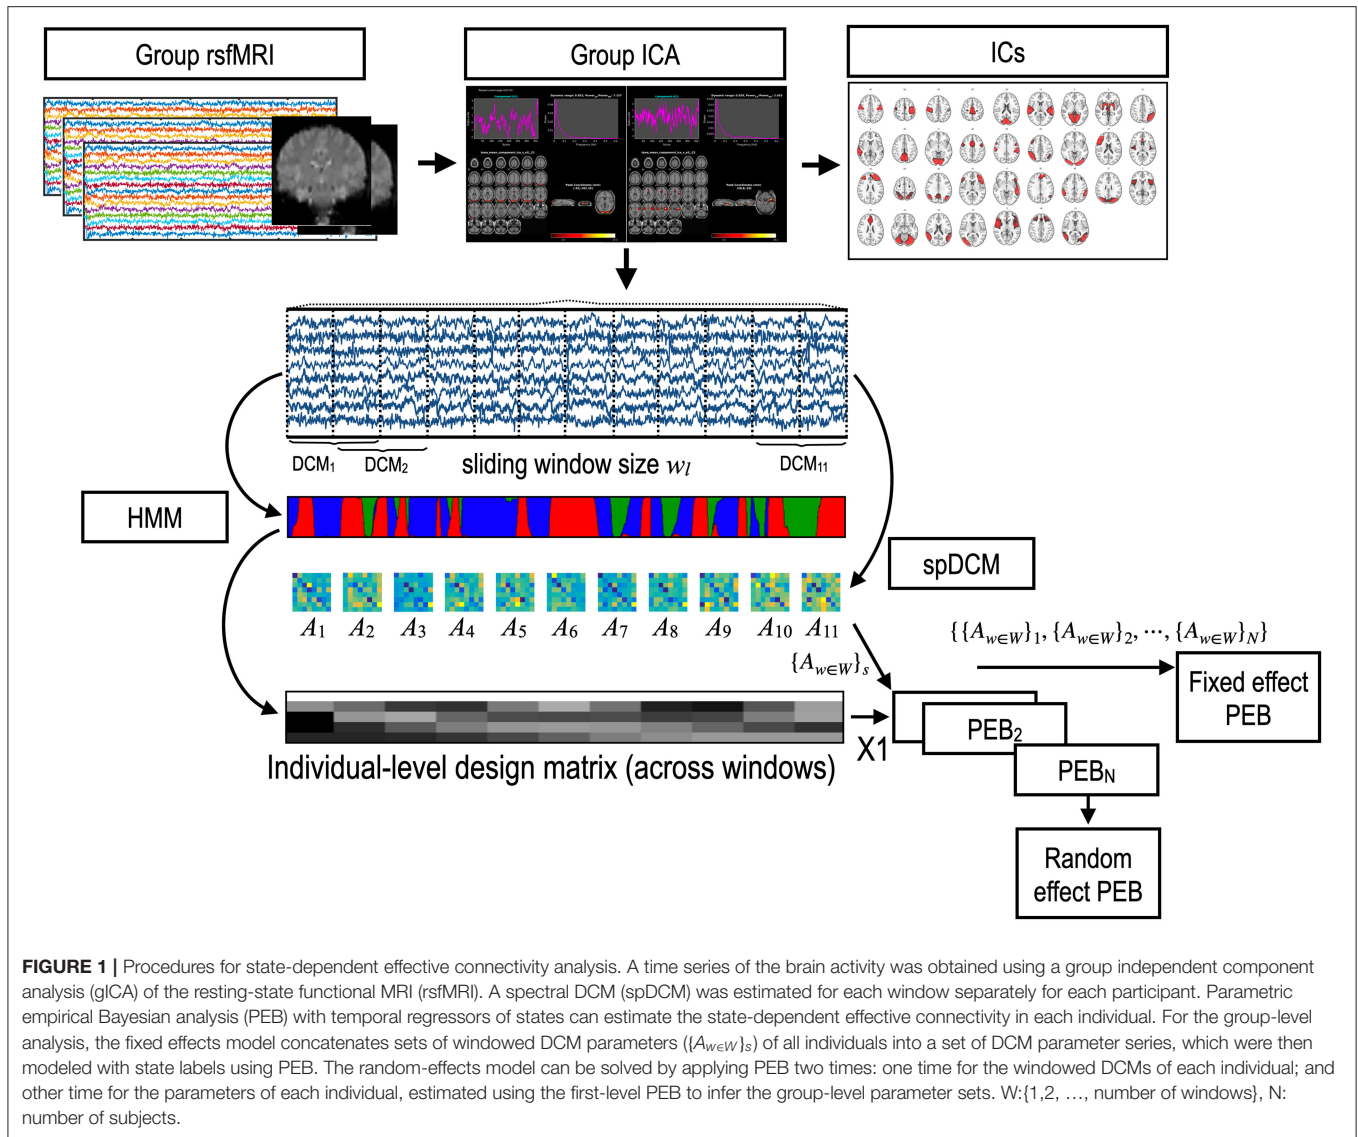 Group rsfMRI
Group ICA
ICs
DCM1
DCM2
sliding window size wl
DCM11
HMM
spDCM
A1 A2 A3 A4 A5 A6 A7 A8 A9 A10 A11
{Aw∈W}s
{{Aw∈W}1, {Aw∈W}2, ···, {Aw∈W}N}
Fixed effect
PEB
X1
PEB2
PEBN
Individual-level design matrix (across windows)
Random
effect PEB
FIGURE 1 | Procedures for state-dependent effective connectivity analysis. A time series of the brain activity was obtained using a group independent component
analysis (gICA) of the resting-state functional MRI (rsfMRI). A spectral DCM (spDCM) was estimated for each window separately for each participant. Parametric
empirical Bayesian analysis (PEB) with temporal regressors of states can estimate the state-dependent effective connectivity in each individual. For the group-level
analysis, the fixed effects model concatenates sets of windowed DCM parameters ({Aw∈W}s) of all individuals into a set of DCM parameter series, which were then
modeled with state labels using PEB. The random-effects model can be solved by applying PEB two times: one time for the windowed DCMs of each individual; and
other time for the parameters of each individual, estimated using the first-level PEB to infer the group-level parameter sets. W:{1,2, …, number of windows}, N:
number of subjects.